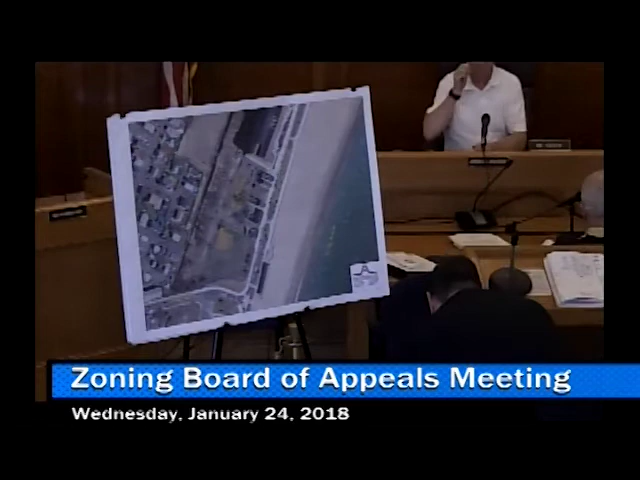 Zoning Board of Appeals Meeting
Wednesday, January 24, 2018